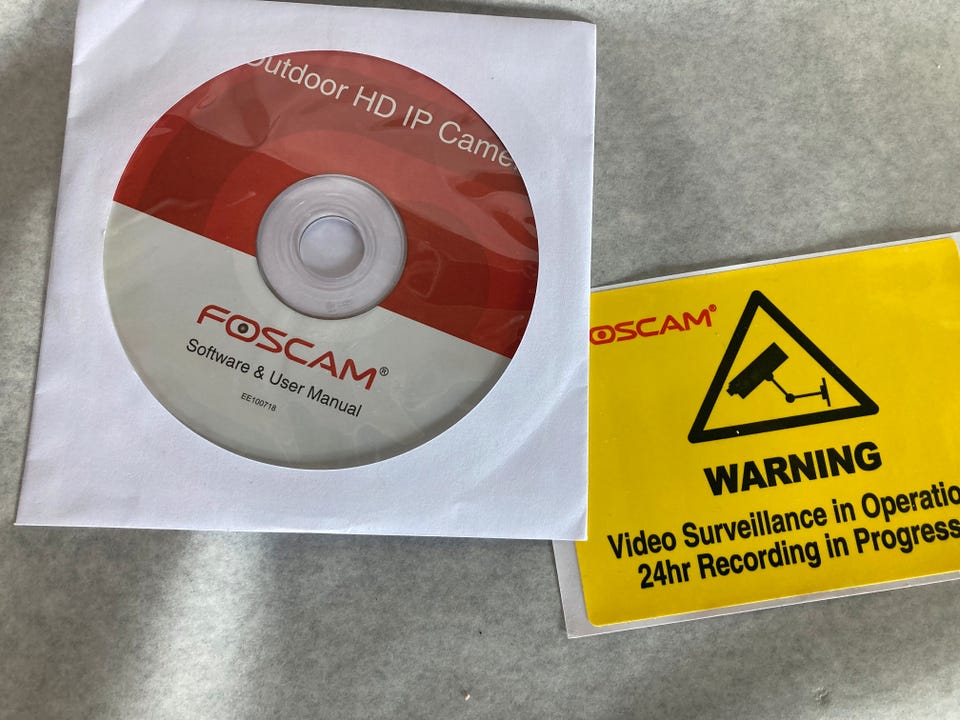 Outdoor HD IP Came
FOSCAM®
Software & User Manual
EE100718
FOSCAM®
WARNING
Video Surveillance in Operatio
24hr Recording in Progress